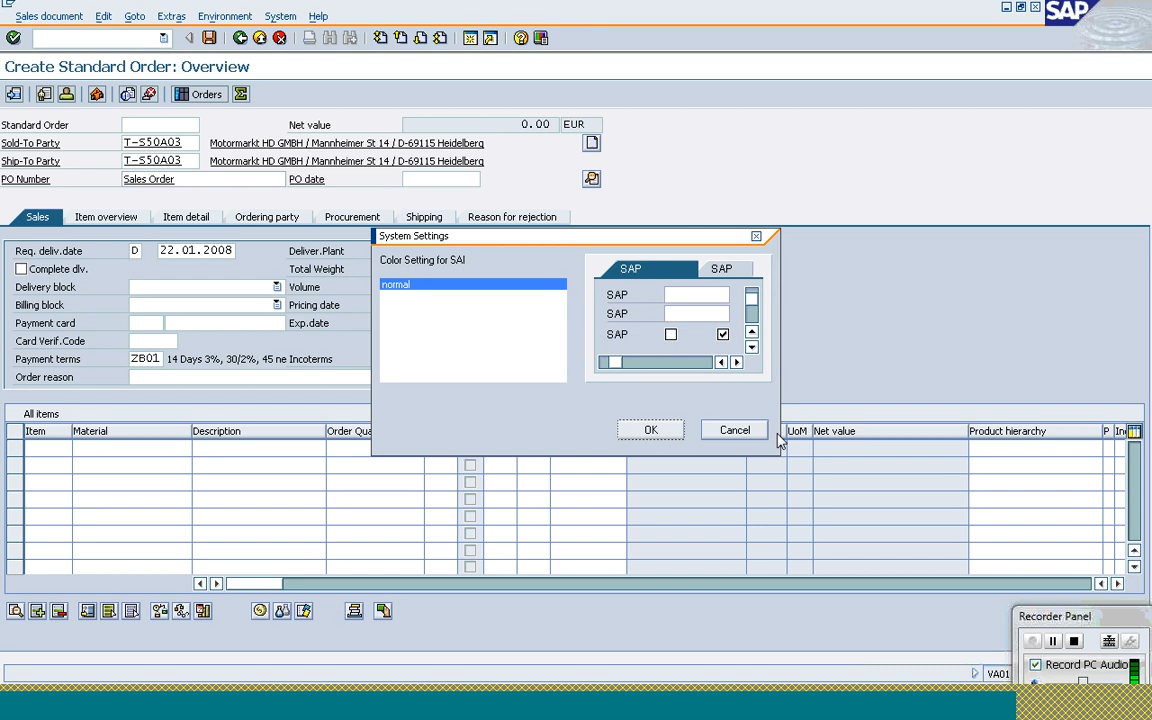 Sales document Edit Goto Extras Environment System Help
SAP
Create Standard Order: Overview
Orders
Standard Order Net value 0.00 EUR
Sold-To Party T-S50A03 Motormarkt HD GMBH / Mannheimer St 14 / D-69115 Heidelberg
Ship-To Party T-S50A03 Motormarkt HD GMBH / Mannheimer St 14 / D-69115 Heidelberg
PO Number Sales Order PO date
Sales Item overview Item detail Ordering party Procurement Shipping Reason for rejection
Req. deliv.date D 22.01.2008 Deliver.Plant
Complete dlv. Total Weight
Delivery block Volume
Billing block Pricing date
Payment card Exp.date
Card Verif.Code
Payment terms ZB01 14 Days 3%, 30/2%, 45 ne Incoterms
Order reason
System Settings
Color Setting for SAI
normal
SAP SAP
SAP
SAP
SAP
OK Cancel
All items
Item Material Description Order Qua UoM Net value Product hierarchy P In
Recorder Panel
Record PC Audio
VA01